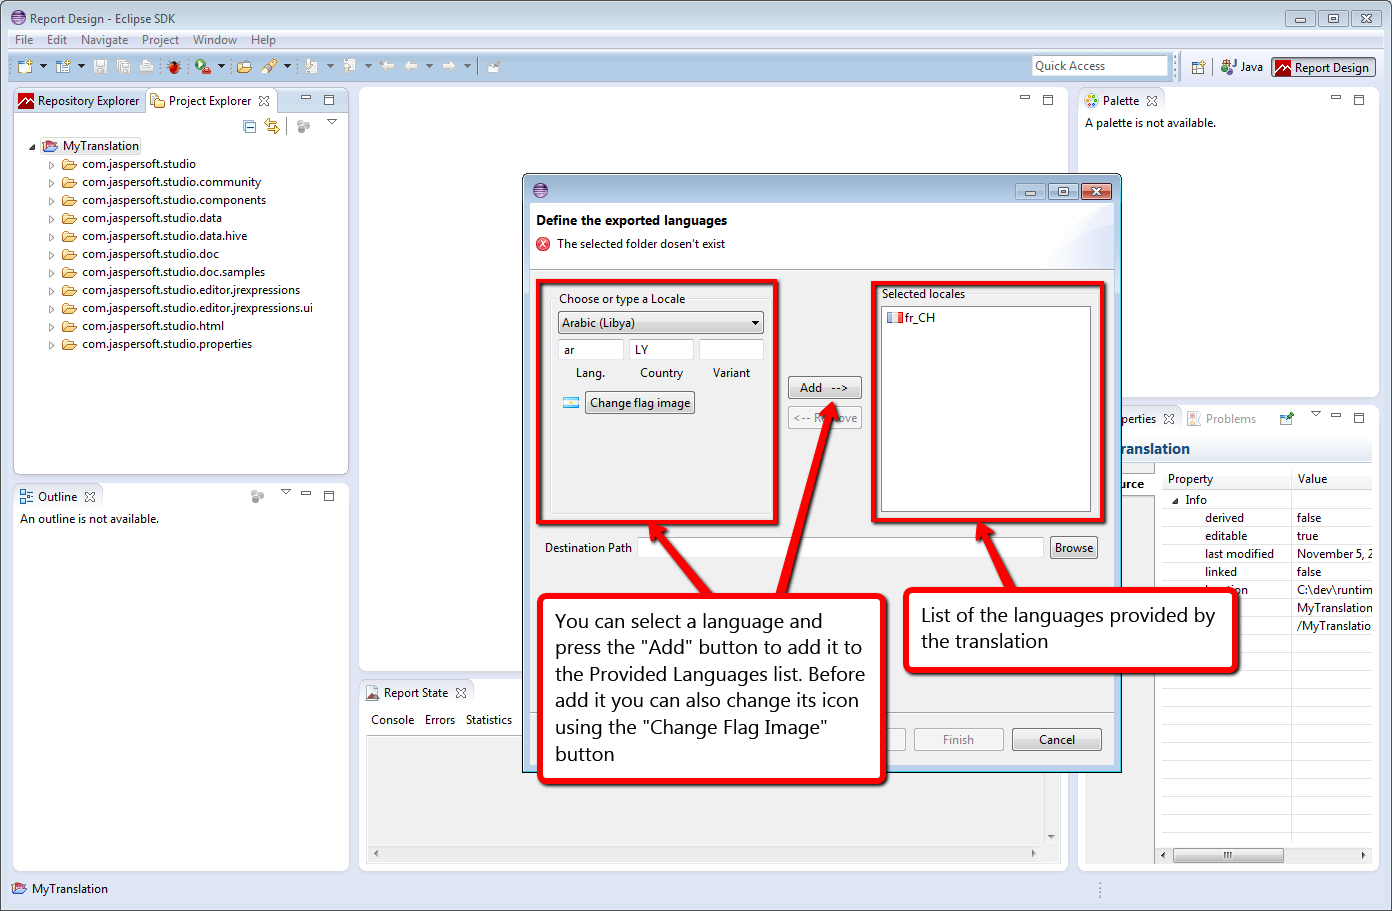 Report Design - Eclipse SDK
File Edit Navigate Project Window Help
Quick Access
Java
Report Design
Repository Explorer
Project Explorer
MyTranslation
com.jaspersoft.studio
com.jaspersoft.studio.community
com.jaspersoft.studio.components
com.jaspersoft.studio.data
com.jaspersoft.studio.data.hive
com.jaspersoft.studio.doc
com.jaspersoft.studio.doc.samples
com.jaspersoft.studio.editor.jrexpressions
com.jaspersoft.studio.editor.jrexpressions.ui
com.jaspersoft.studio.html
com.jaspersoft.studio.properties
Outline
An outline is not available.
Palette
A palette is not available.
Define the exported languages
The selected folder dosen't exist
Choose or type a Locale
Arabic (Libya)
ar LY
Lang. Country Variant
Change flag image
Add -->
<-- Re ve
Selected locales
fr_CH
Destination Path
Browse
You can select a language and
press the "Add" button to add it to
the Provided Languages list. Before
add it you can also change its icon
using the "Change Flag Image"
button
List of the languages provided by
the translation
Finish
Cancel
perties
Problems
ranslation
urce
Property Value
Info
derived false
editable true
last modified November 5, 2
linked false
tion C:\dev\runtim
MyTranslation
/MyTranslatio
Report State
Console Errors Statistics
MyTranslation